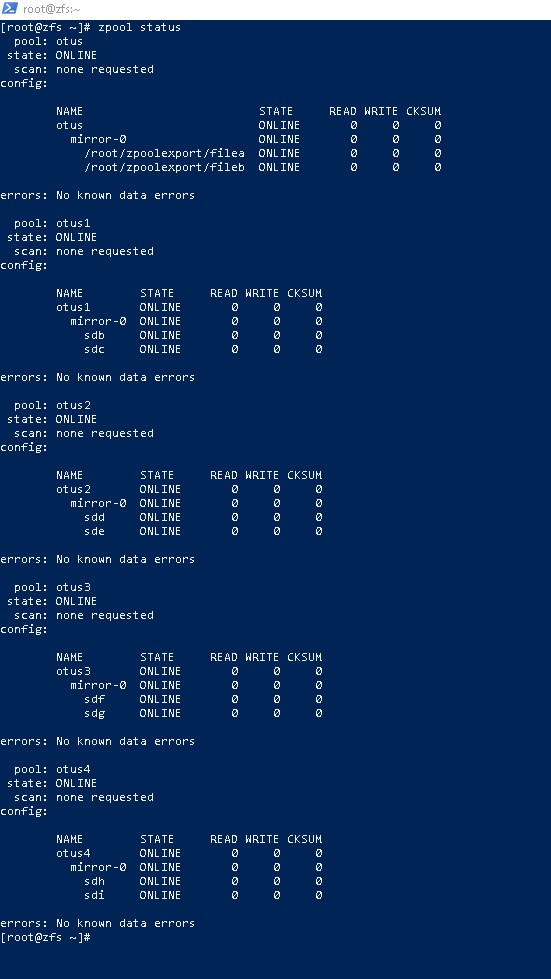 root@zfs:~
[root@zfs ~]# zpool status
  pool: otus
 state: ONLINE
  scan: none requested
config:

        NAME                         STATE     READ WRITE CKSUM
        otus                         ONLINE       0     0     0
          mirror-0                   ONLINE       0     0     0
            /root/zpoolexport/filea  ONLINE       0     0     0
            /root/zpoolexport/fileb  ONLINE       0     0     0

errors: No known data errors

  pool: otus1
 state: ONLINE
  scan: none requested
config:

        NAME        STATE     READ WRITE CKSUM
        otus1       ONLINE       0     0     0
          mirror-0  ONLINE       0     0     0
            sdb     ONLINE       0     0     0
            sdc     ONLINE       0     0     0

errors: No known data errors

  pool: otus2
 state: ONLINE
  scan: none requested
config:

        NAME        STATE     READ WRITE CKSUM
        otus2       ONLINE       0     0     0
          mirror-0  ONLINE       0     0     0
            sdd     ONLINE       0     0     0
            sde     ONLINE       0     0     0

errors: No known data errors

  pool: otus3
 state: ONLINE
  scan: none requested
config:

        NAME        STATE     READ WRITE CKSUM
        otus3       ONLINE       0     0     0
          mirror-0  ONLINE       0     0     0
            sdf     ONLINE       0     0     0
            sdg     ONLINE       0     0     0

errors: No known data errors

  pool: otus4
 state: ONLINE
  scan: none requested
config:

        NAME        STATE     READ WRITE CKSUM
        otus4       ONLINE       0     0     0
          mirror-0  ONLINE       0     0     0
            sdh     ONLINE       0     0     0
            sdi     ONLINE       0     0     0

errors: No known data errors
[root@zfs ~]#